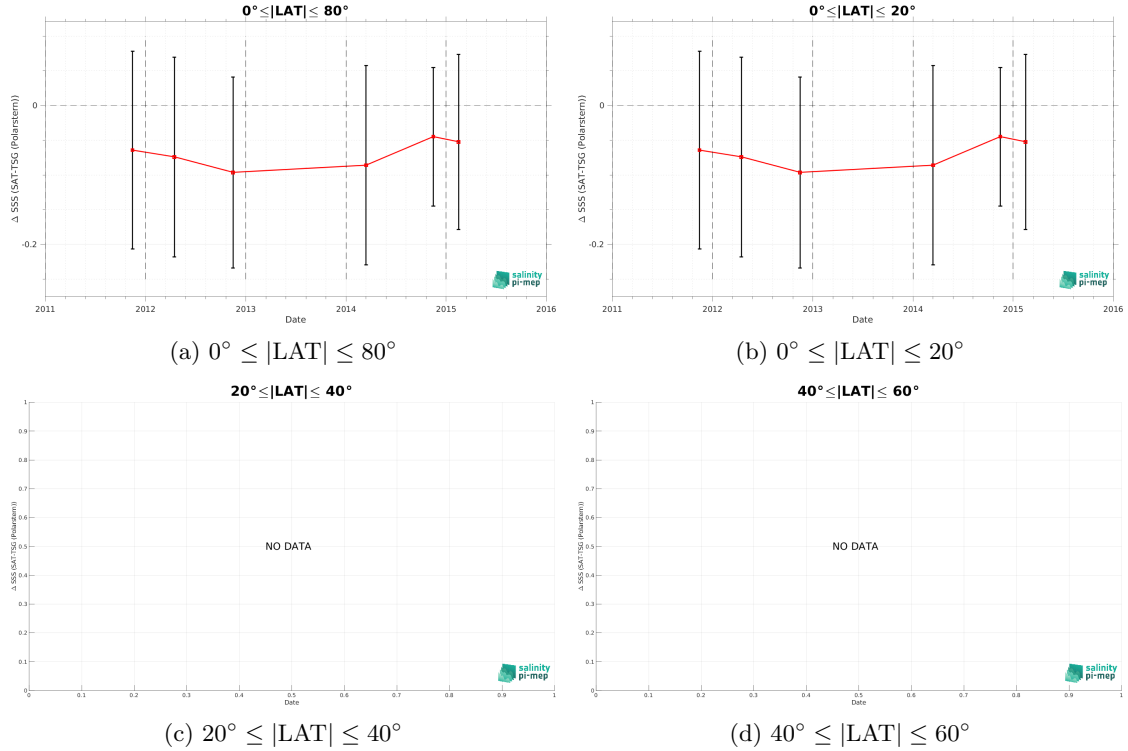 0°≤|LAT|≤ 80°
Δ SSS (SAT-TSG (Polarstern))
0
-0.2
2011 2012 2013 2014 2015 2016
Date
salinity
pi-mep
(a) 0° ≤ |LAT| ≤ 80°
0°≤|LAT|≤ 20°
Δ SSS (SAT-TSG (Polarstern))
0
-0.2
2011 2012 2013 2014 2015 2016
Date
salinity
pi-mep
(b) 0° ≤ |LAT| ≤ 20°
20°≤|LAT|≤ 40°
Δ SSS (SAT-TSG (Polarstern))
1
0.9
0.8
0.7
0.6
0.5
0.4
0.3
0.2
0.1
0
NO DATA
0 0.1 0.2 0.3 0.4 0.5 0.6 0.7 0.8 0.9 1
Date
salinity
pi-mep
(c) 20° ≤ |LAT| ≤ 40°
40°≤|LAT|≤ 60°
Δ SSS (SAT-TSG (Polarstern))
1
0.9
0.8
0.7
0.6
0.5
0.4
0.3
0.2
0.1
0
NO DATA
0 0.1 0.2 0.3 0.4 0.5 0.6 0.7 0.8 0.9 1
Date
salinity
pi-mep
(d) 40° ≤ |LAT| ≤ 60°